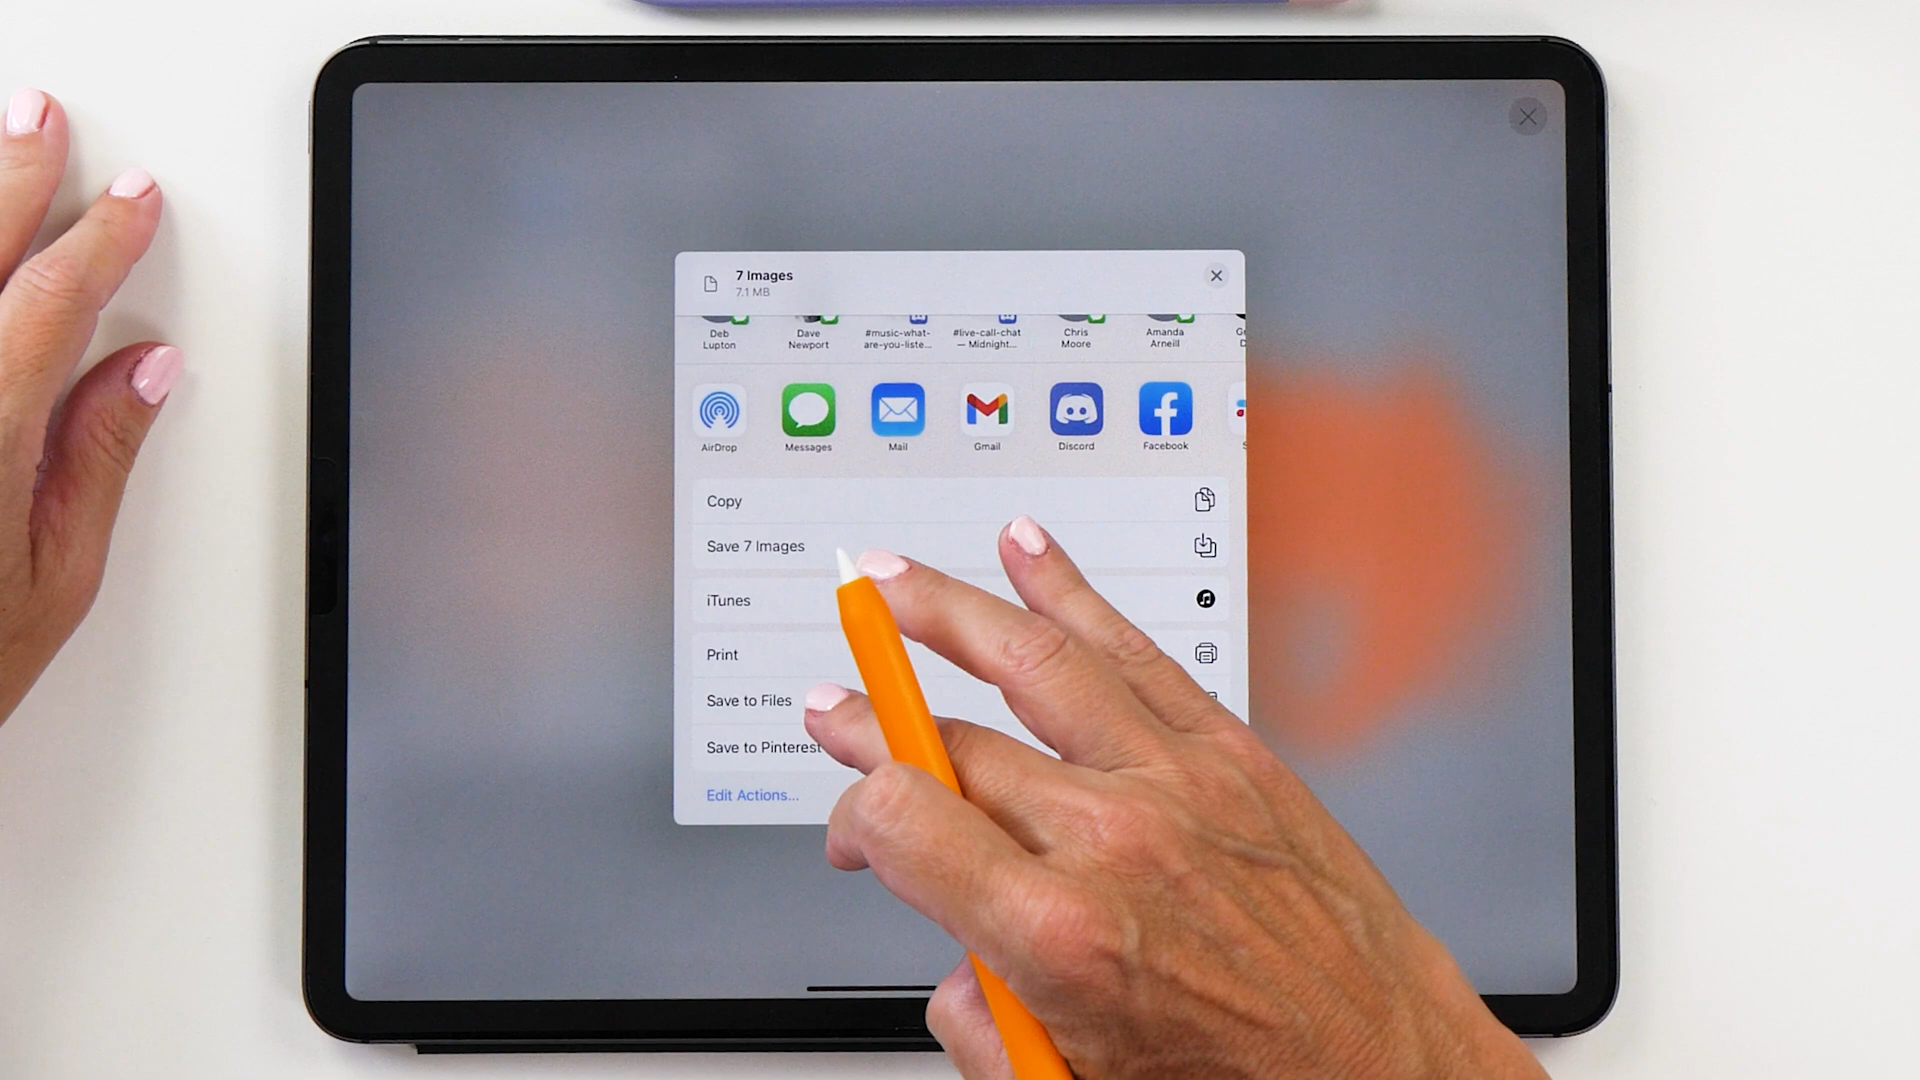 7 Images
7.1 MB
Deb
Lupton
Dave
Newport
#music-what-
are-you-liste...
#live-call-chat
— Midnight...
Chris
Moore
Amanda
Arneill
AirDrop
Messages
Mail
Gmail
Discord
Facebook
Copy
Save 7 Images
iTunes
Print
Save to Files
Save to Pinterest
Edit Actions...